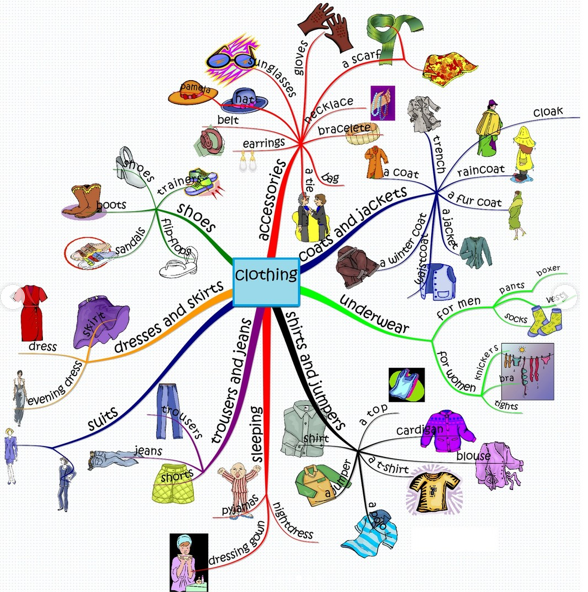 Clothing
accessories
sunglasses
gloves
a scarf
pamela
hat
belt
earrings
necklace
bracelete
bag
a tie
coats and jackets
trench
cloak
raincoat
a fur coat
a coat
a jacket
waistcoat
a winter coat
underwear
for men
boxer
pants
vests
socks
for women
knickers
bra
tights
shirts and jumpers
a top
cardigan
blouse
a t-shirt
shirt
a jumper
sleeping
pyjamas
nightdress
dressing gown
trousers and jeans
trousers
jeans
shorts
suits
dresses and skirts
skirt
dress
evening dress
shoes
shoes
trainers
boots
sandals
flip-flops